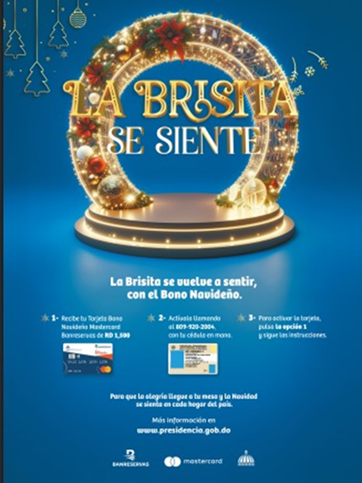 LA BRISITA
SE SIENTE
La Brisita se vuelve a sentir,
con el Bono Navideño.
1- Recibe tu Tarjeta Bono
Navideño Mastercard
Banreservas de RD 1,500
2- Actívala llamando
al 809-920-2004.
con tu cédula en mano.
3- Para activar la tarjeta,
pulsa la opción 1
y sigue las instrucciones.
Para que la alegría llegue a tu mesa y la Navidad
se sienta en cada hogar del país.
Más información en
www.presidencia.gob.do
BANRESERVAS
mastercard